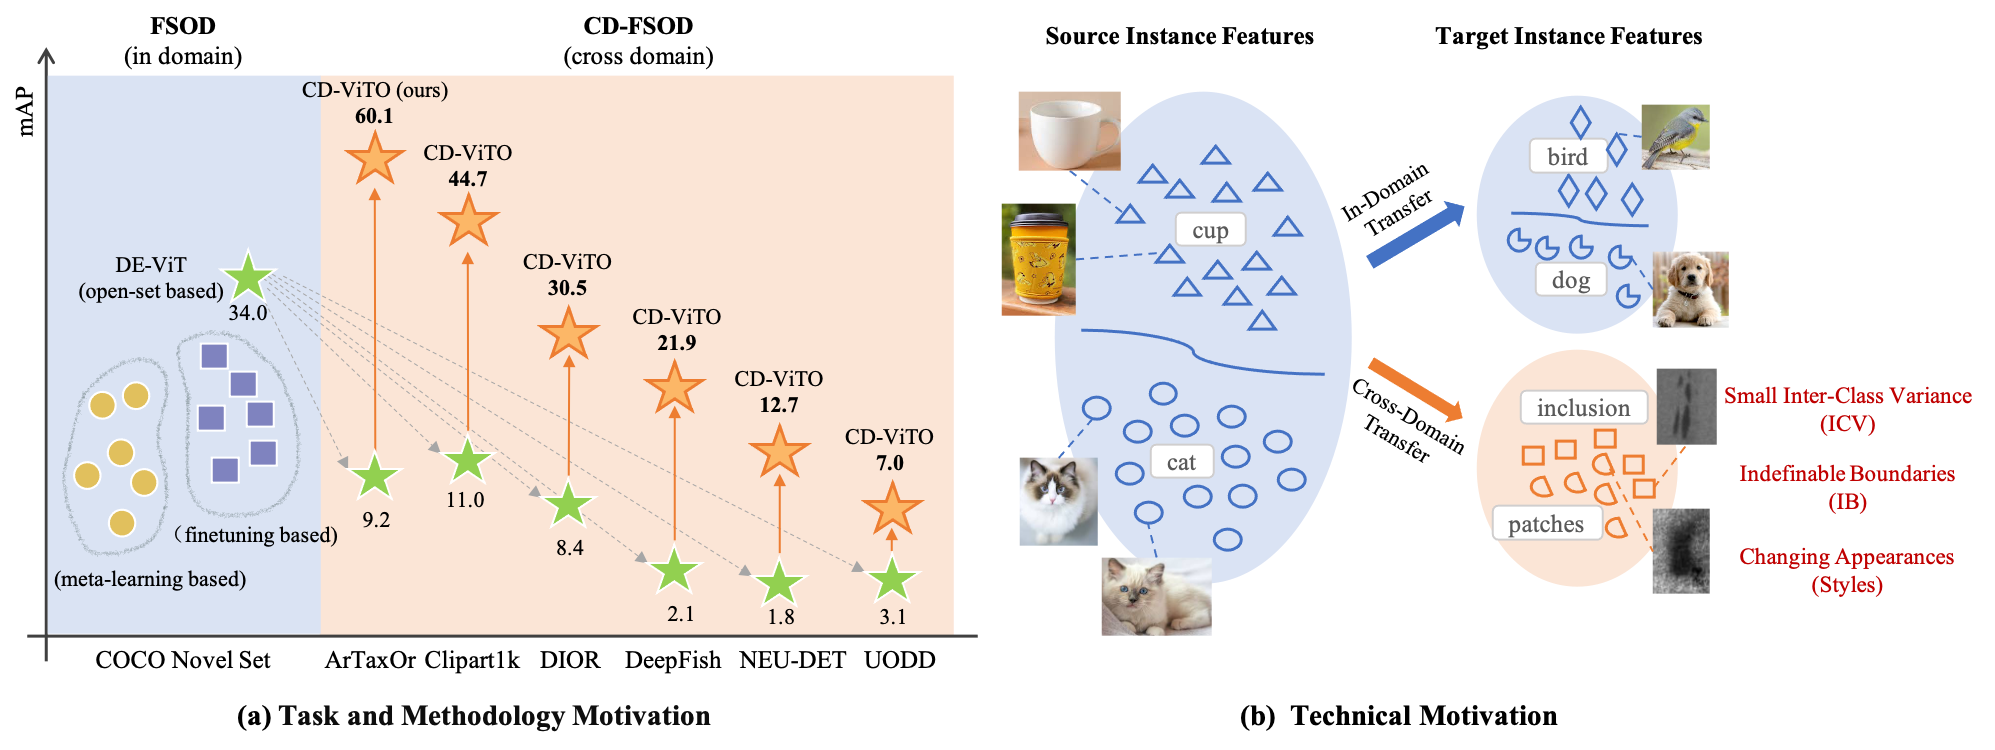 FSOD
(in domain)
CD-FSOD
(cross domain)
mAP
CD-ViTO (ours)
60.1
CD-ViTO
44.7
DE-ViT
(open-set based)
34.0
CD-ViTO
30.5
CD-ViTO
21.9
CD-ViTO
12.7
CD-ViTO
7.0
9.2
11.0
8.4
2.1
1.8
3.1
(finetuning based)
(meta-learning based)
COCO Novel Set
ArTaxOr
Clipart1k
DIOR
DeepFish
NEU-DET
UODD
(a) Task and Methodology Motivation
Source Instance Features
Target Instance Features
cup
cat
In-Domain
Transfer
Cross-Domain
Transfer
bird
dog
inclusion
patches
Small Inter-Class Variance
(ICV)
Indefinable Boundaries
(IB)
Changing Appearances
(Styles)
(b) Technical Motivation